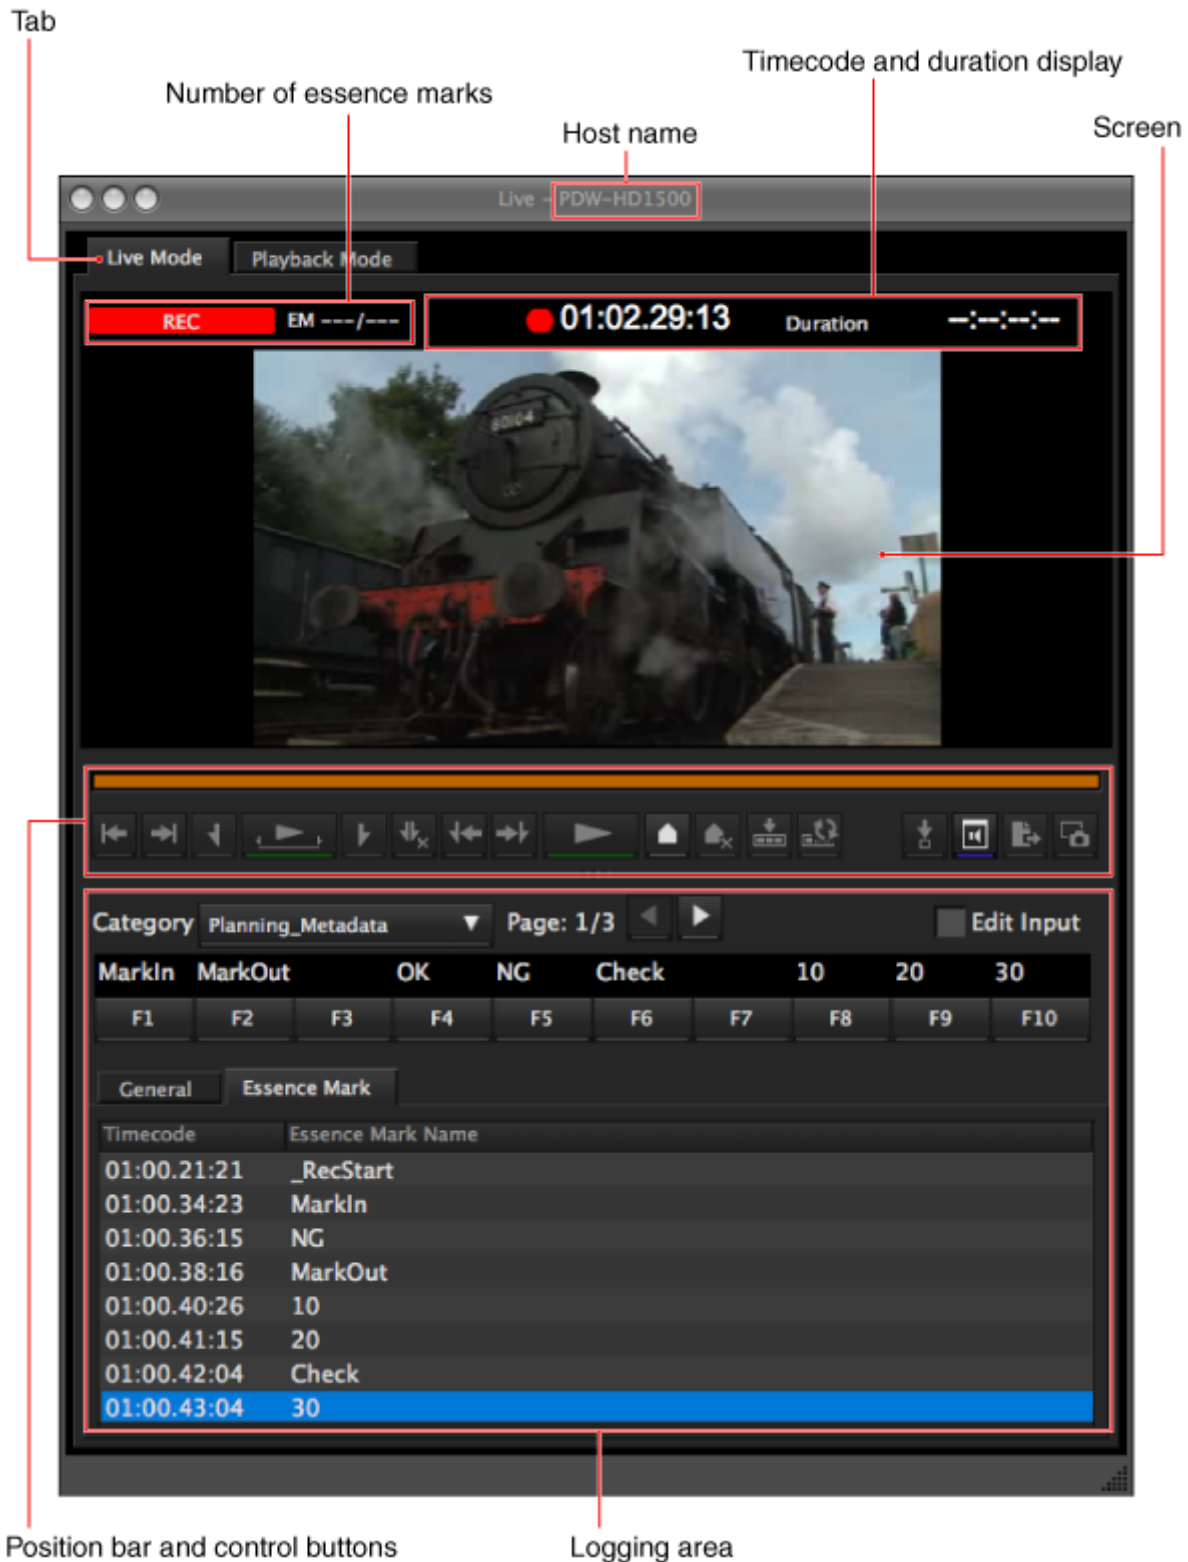 Tab
Timecode and duration display
Number of essence marks
Host name
Screen
Live - PDW-HD1500
Live Mode
Playback Mode
REC
EM ---/---
01:02.29:13
Duration
--:--:--:--
80104
Category
Planning_Metadata
Page: 1/3
Edit Input
MarkIn MarkOut OK NG Check 10 20 30
F1 F2 F3 F4 F5 F6 F7 F8 F9 F10
General
Essence Mark
Timecode Essence Mark Name
01:00.21:21 _RecStart
01:00.34:23 MarkIn
01:00.36:15 NG
01:00.38:16 MarkOut
01:00.40:26 10
01:00.41:15 20
01:00.42:04 Check
01:00.43:04 30
Position bar and control buttons
Logging area